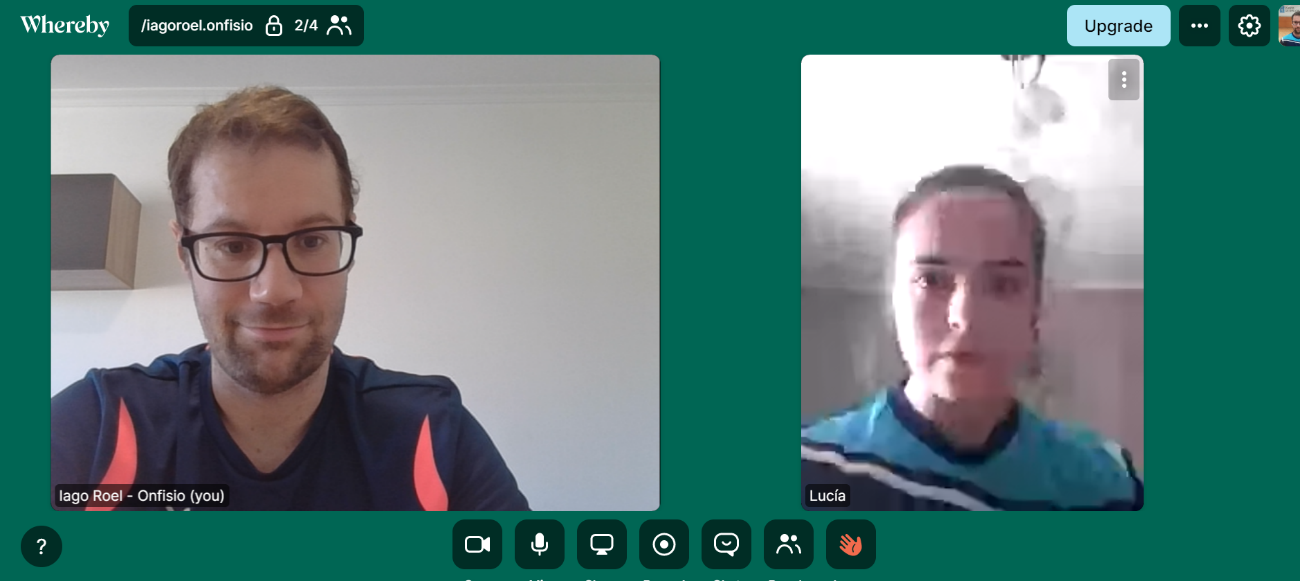 Whereby
/iagoroel.onfisio 2/4
Upgrade
Iago Roel - Onfisio (you)
Lucía
?